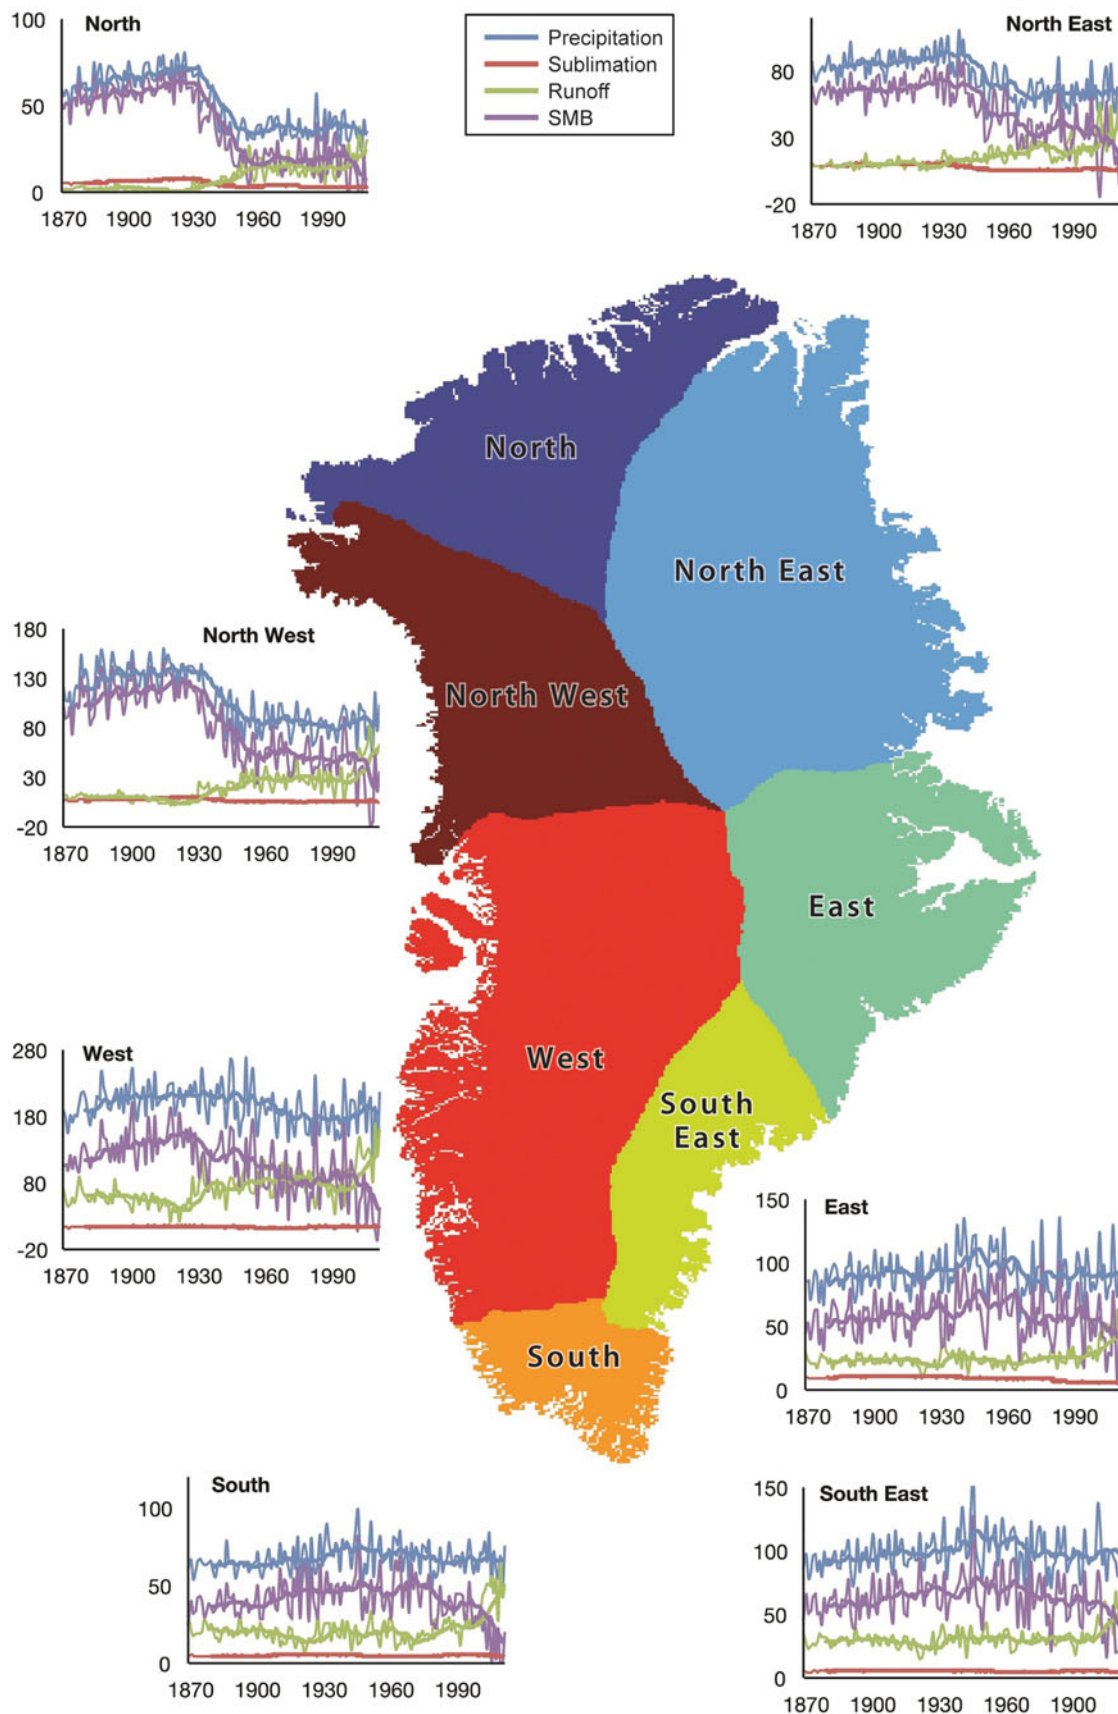 North
100
50
0
1870 1900 1930 1960 1990
Precipitation
Sublimation
Runoff
SMB
North East
80
30
-20
1870 1900 1930 1960 1990
North
North East
North West
East
West
South
East
South
North West
180
130
80
30
-20
1870 1900 1930 1960 1990
West
280
180
80
-20
1870 1900 1930 1960 1990
East
150
100
50
0
1870 1900 1930 1960 1990
South
100
50
0
1870 1900 1930 1960 1990
South East
150
100
50
0
1870 1900 1930 1960 1900